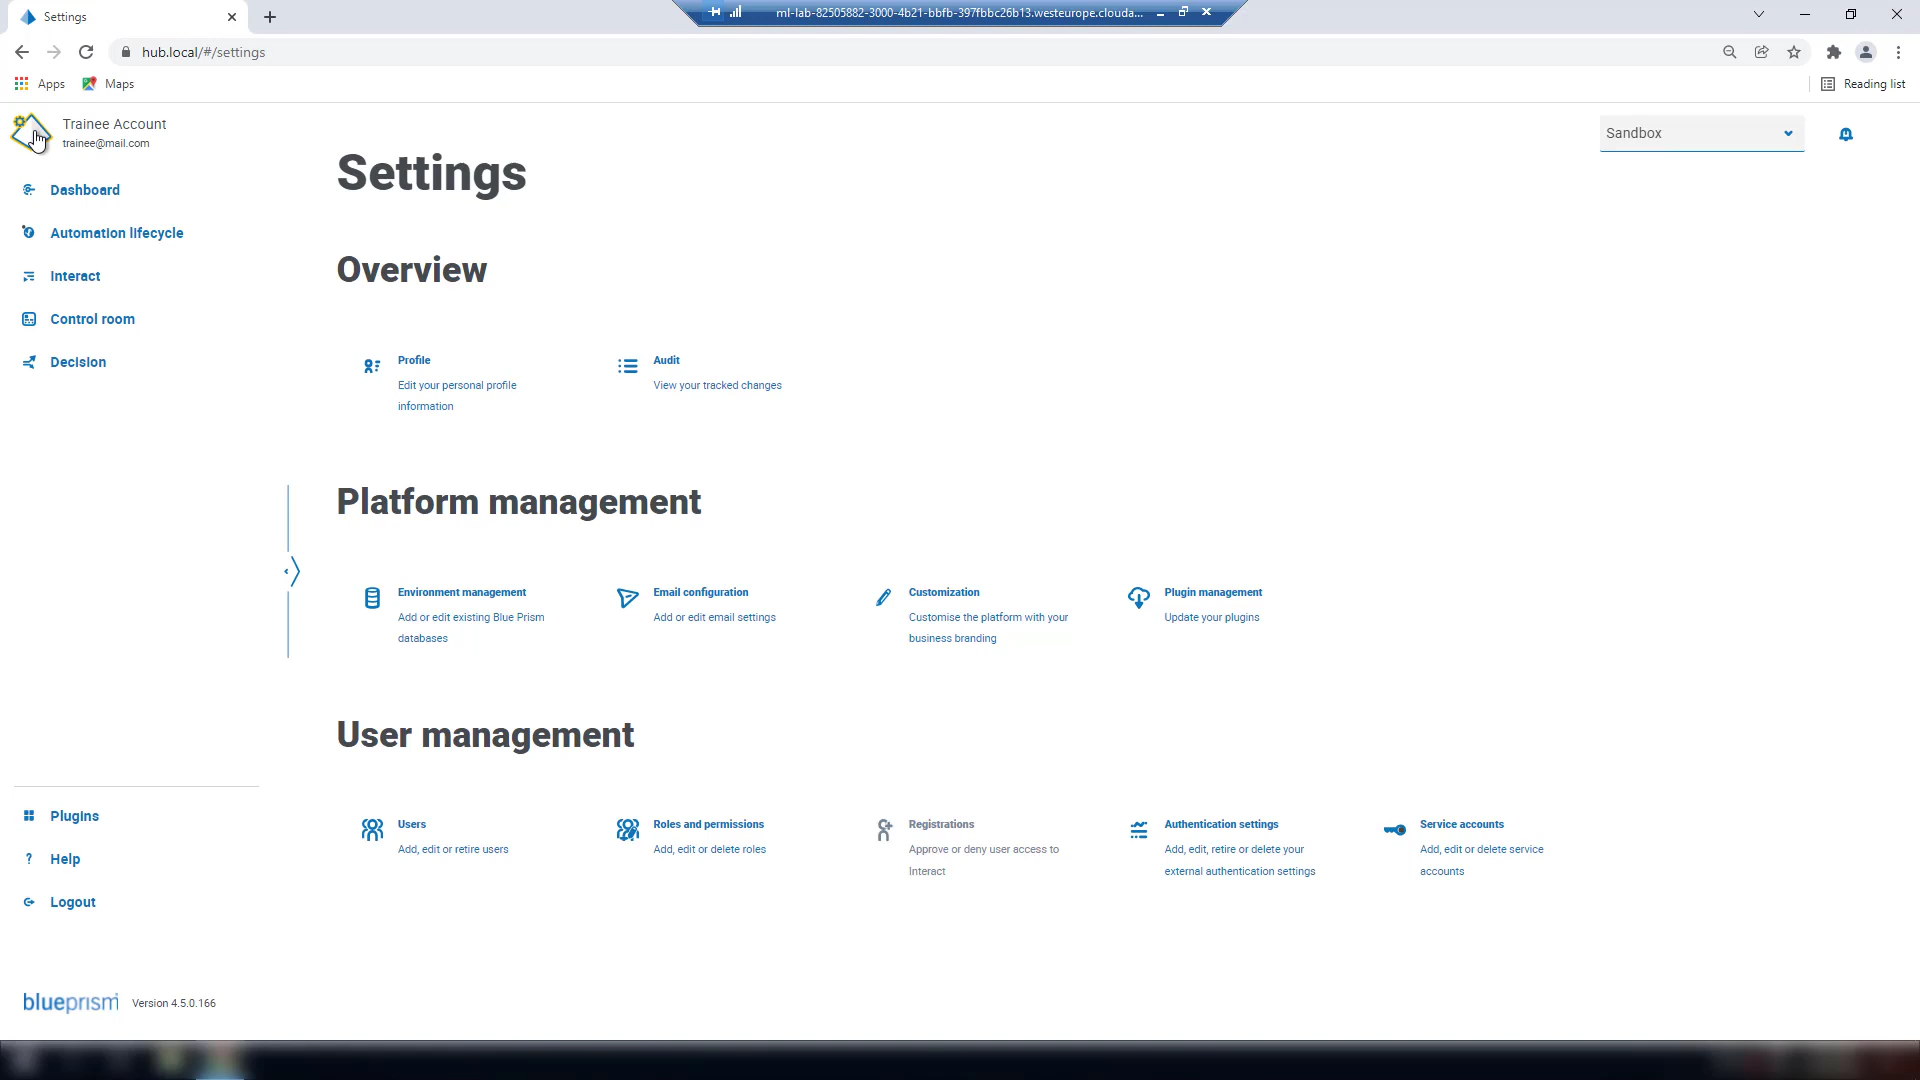 Settings
ml-lab-82505882-3000-4b21-bbfb-397fbbc26b13.westeurope.clouda...
hub.local/#/settings
Apps
Maps
Reading list
Trainee Account
trainee@mail.com
Sandbox
Dashboard
Automation lifecycle
Interact
Control room
Decision
Plugins
Help
Logout
blueprism
Version 4.5.0.166
Settings
Overview
Profile
Edit your personal profile
information
Audit
View your tracked changes
Platform management
Environment management
Add or edit existing Blue Prism
databases
Email configuration
Add or edit email settings
Customization
Customise the platform with your
business branding
Plugin management
Update your plugins
User management
Users
Add, edit or retire users
Roles and permissions
Add, edit or delete roles
Registrations
Approve or deny user access to
Interact
Authentication settings
Add, edit, retire or delete your
external authentication settings
Service accounts
Add, edit or delete service
accounts